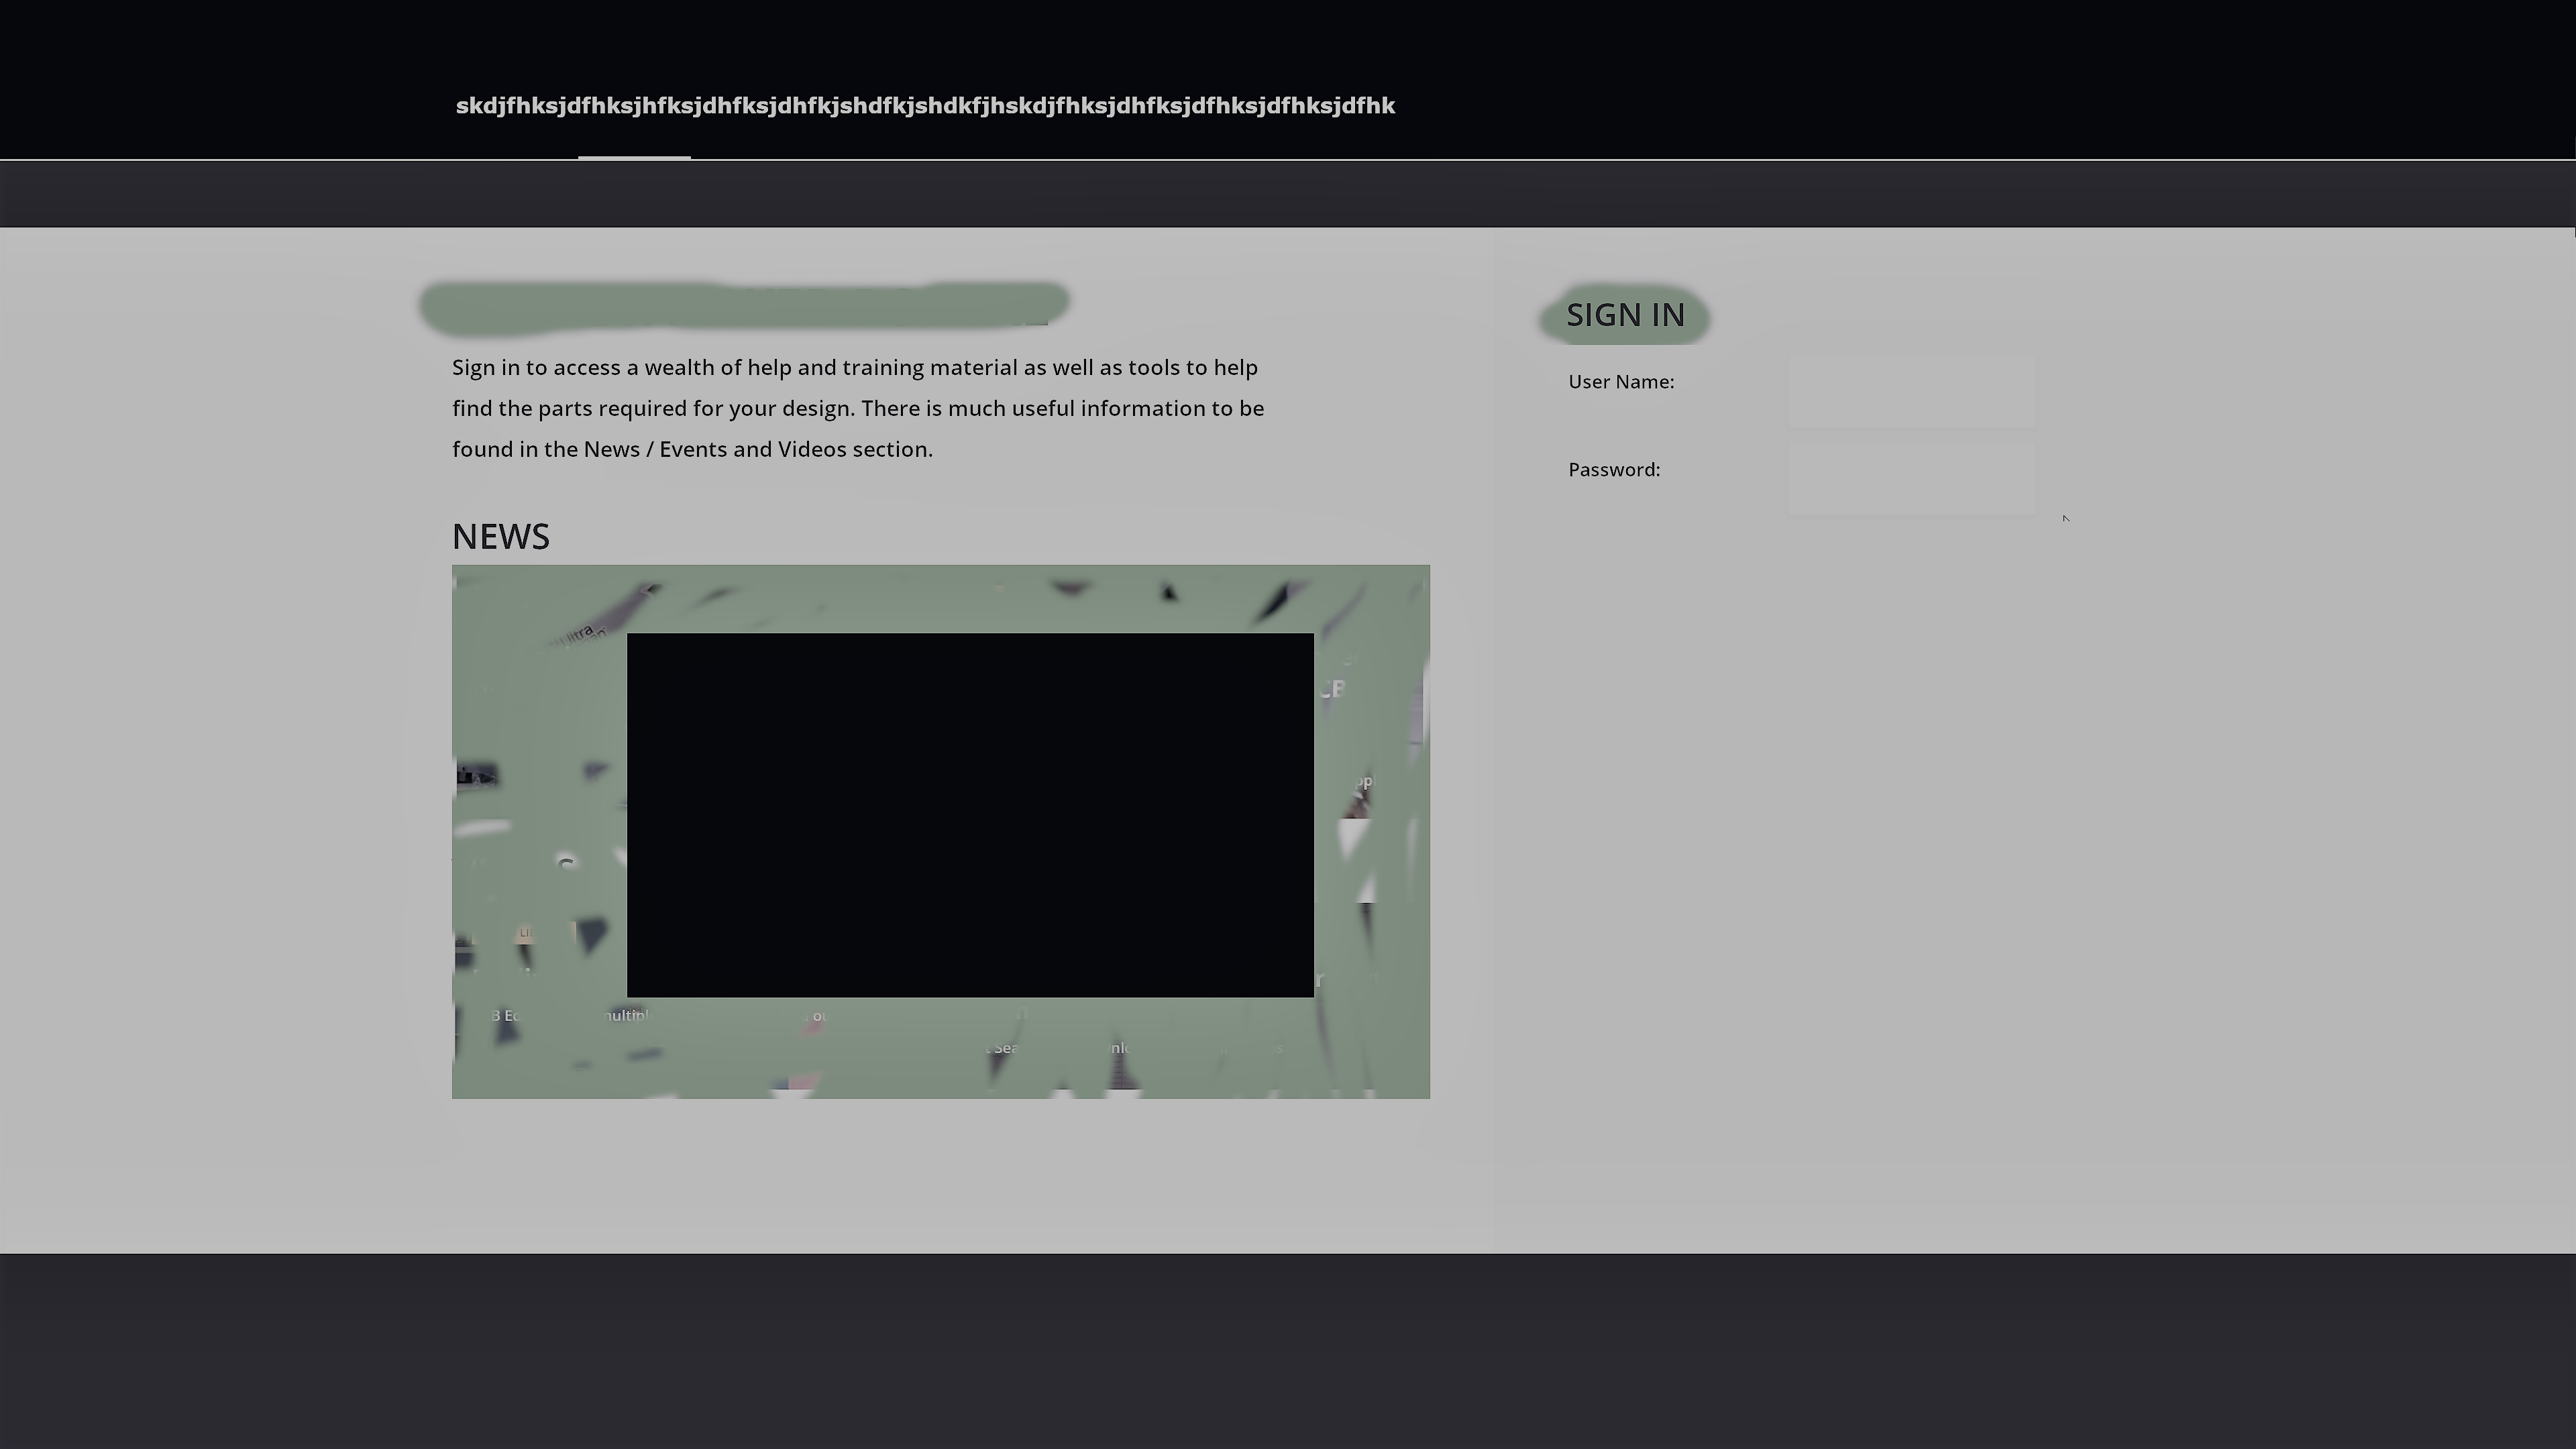 skdjfhksjdfhksjhfksjdhfksjdhfkjshdfkjshdkfjhskdjfhksjdhfksjdfhksjdfhksjdfhk
SIGN IN
Sign in to access a wealth of help and training material as well as tools to help
find the parts required for your design. There is much useful information to be
found in the News / Events and Videos section.
User Name:
Password:
NEWS